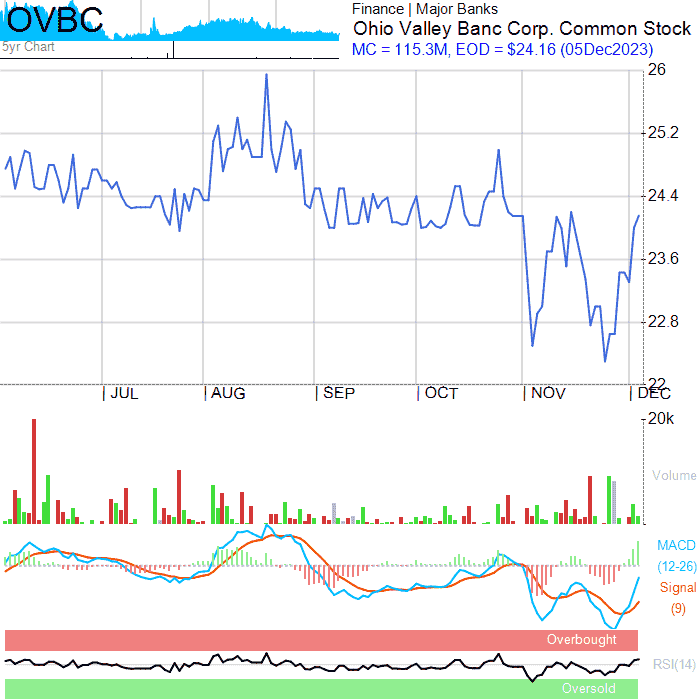 OVBC
5yr Chart
Finance | Major Banks
Ohio Valley Banc Corp. Common Stock
MC = 115.3M, EOD = $24.16 (05Dec2023)
26
25.2
24.4
23.6
22.8
22
JUL AUG SEP OCT NOV DEC
20k
Volume
MACD
(12-26)
Signal
(9)
Overbought
RSI(14)
Oversold